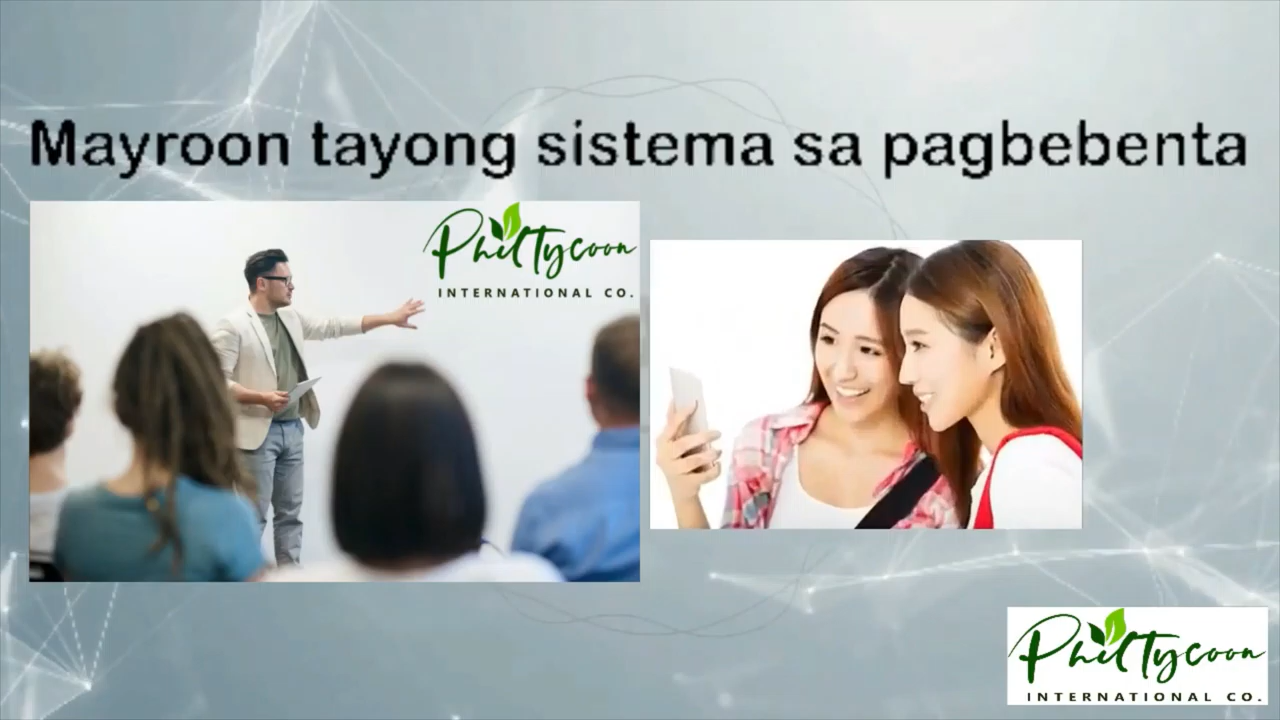 Mayroon tayong sistema sa pagbebenta
PhilTycoon
INTERNATIONAL CO.
PhilTycoon
INTERNATIONAL CO.